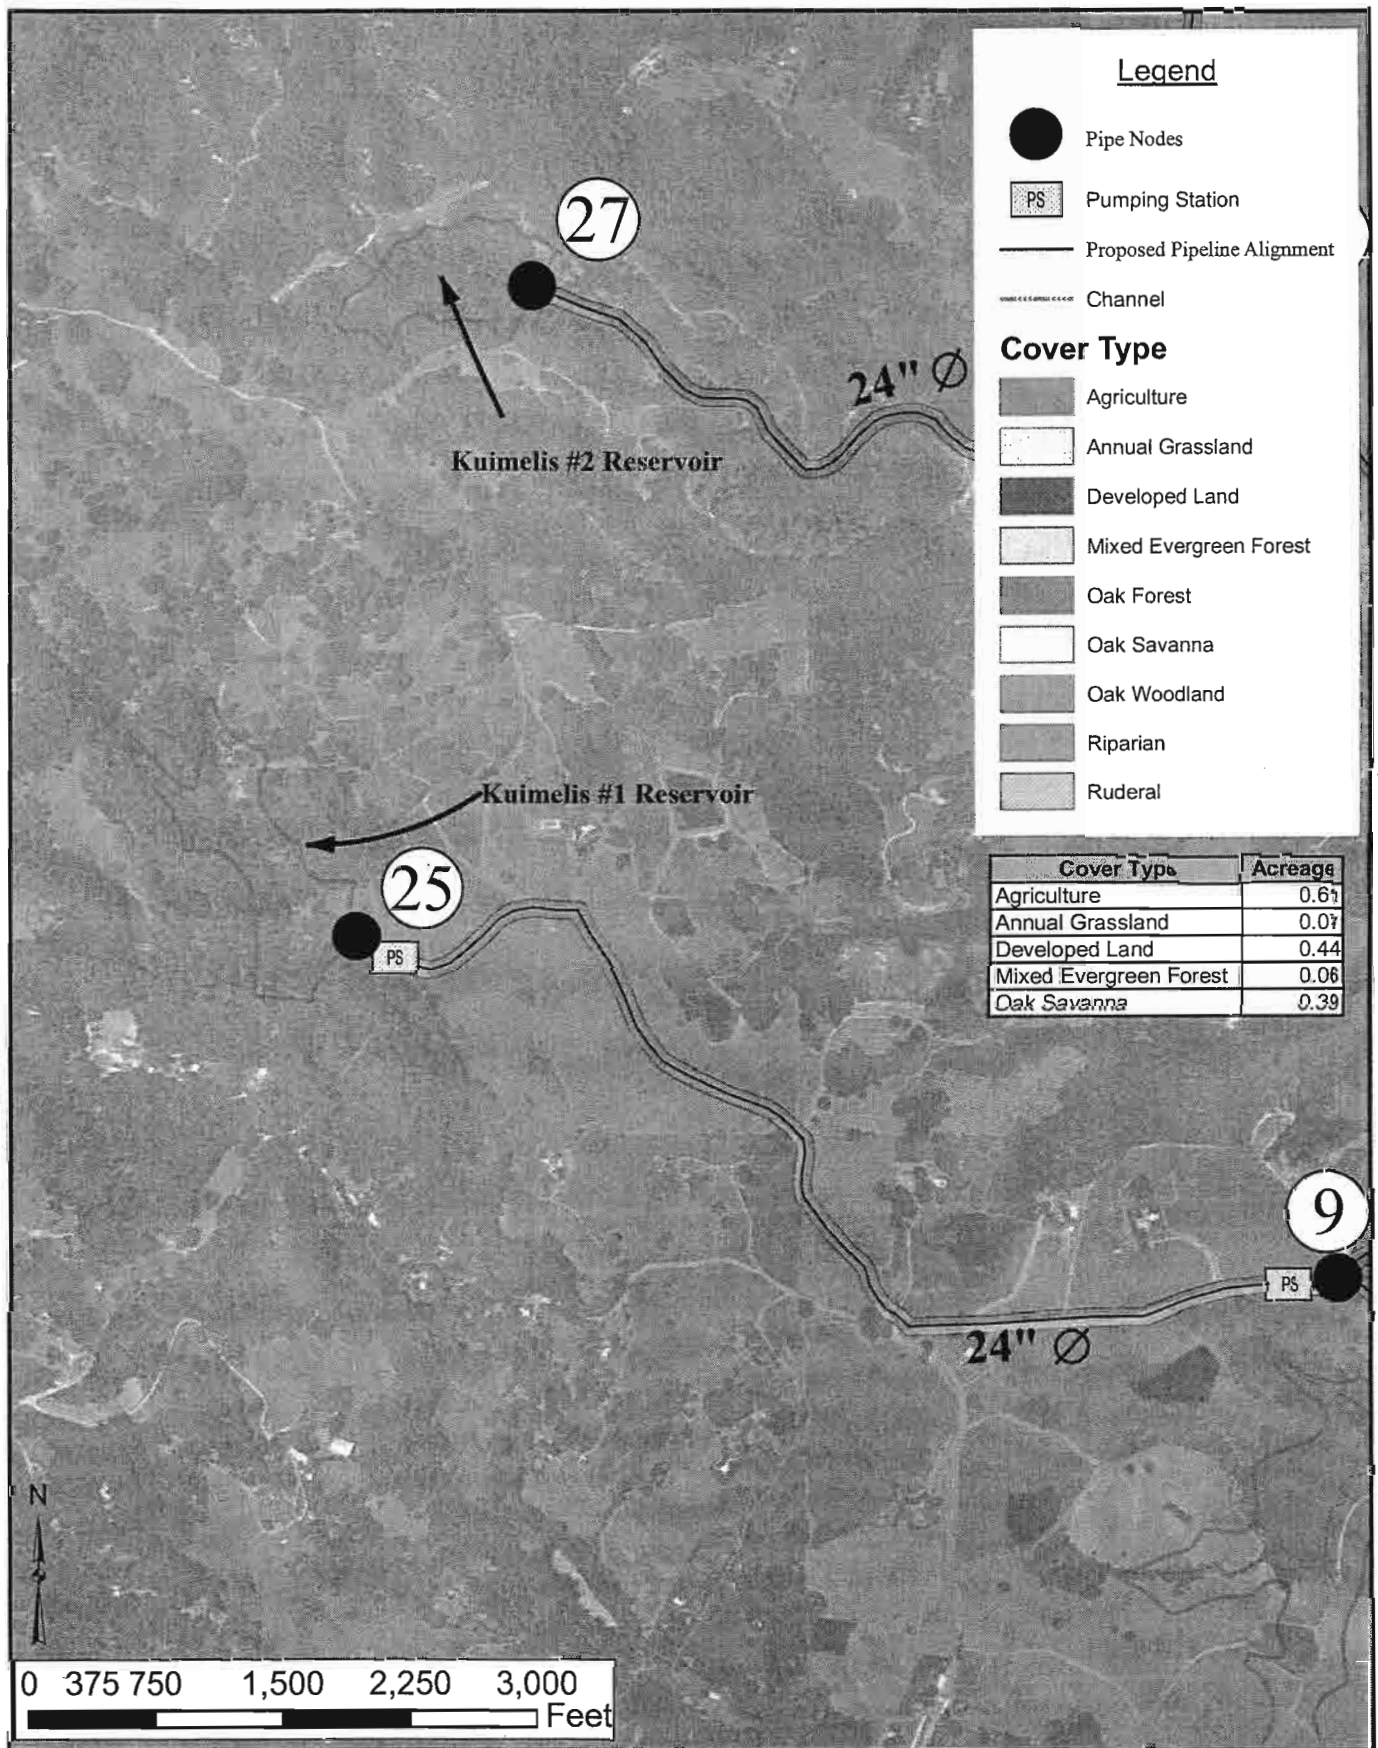 Legend
Pipe Nodes
PS Pumping Station
Proposed Pipeline Alignment
Channel
Cover Type
Agriculture
Annual Grassland
Developed Land
Mixed Evergreen Forest
Oak Forest
Oak Savanna
Oak Woodland
Riparian
Ruderal
27
24" Ø
Kuimelis #2 Reservoir
Kuimelis #1 Reservoir
25
PS
Cover Type Acreage
Agriculture 0.61
Annual Grassland 0.07
Developed Land 0.44
Mixed Evergreen Forest 0.06
Oak Savanna 0.39
9
PS
24" Ø
N
0 375 750 1,500 2,250 3,000
Feet